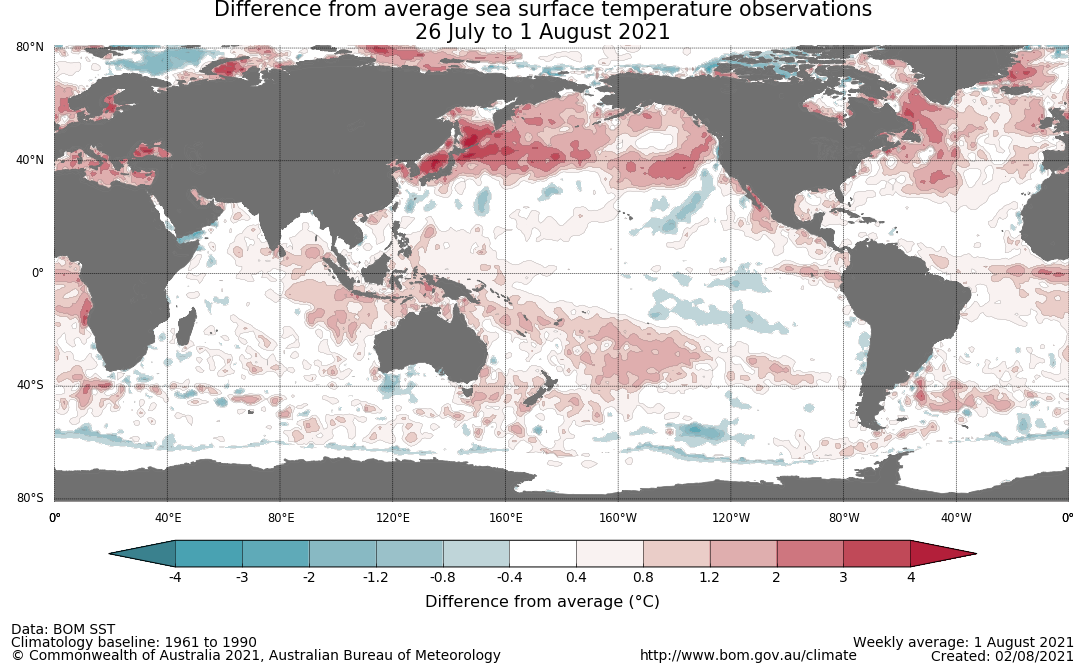 Difference from average sea surface temperature observations
26 July to 1 August 2021
80°N
40°N
0°
40°S
80°S
0° 40°E 80°E 120°E 160°E 160°W 120°W 80°W 40°W 0°
-4 -3 -2 -1.2 -0.8 -0.4 0.4 0.8 1.2 2 3 4
Difference from average (°C)
Data: BOM SST
Climatology baseline: 1961 to 1990
© Commonwealth of Australia 2021, Australian Bureau of Meteorology
http://www.bom.gov.au/climate
Weekly average: 1 August 2021
Created: 02/08/2021